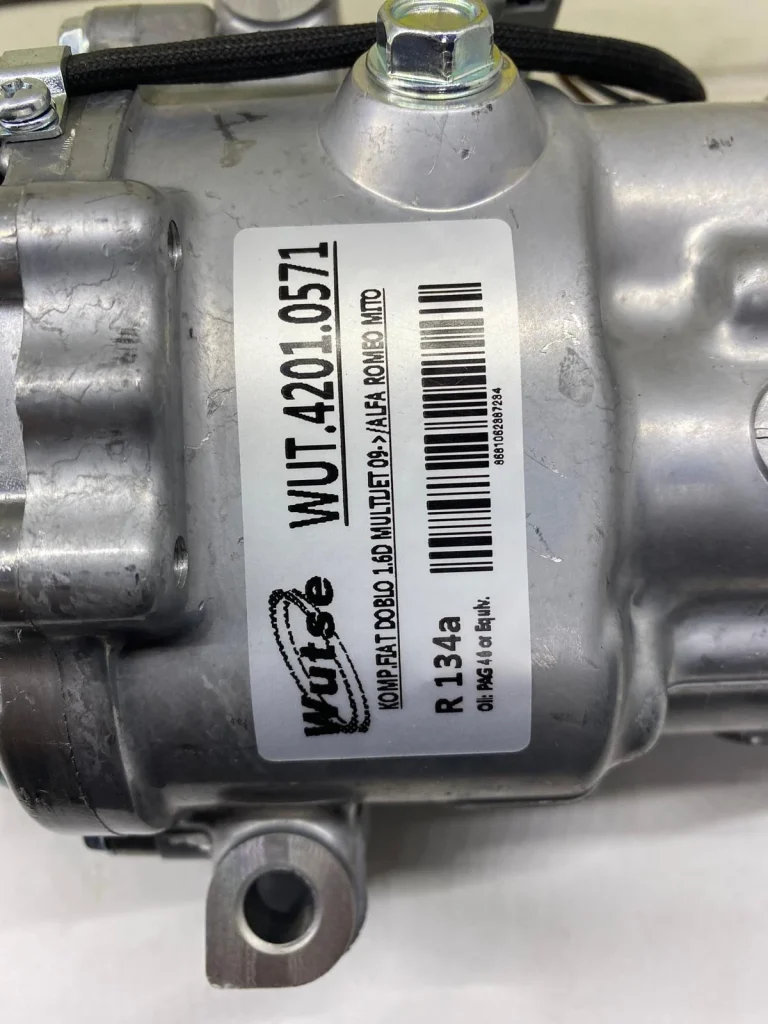 WUT.4201.0571
Wutse
KOMP.FIAT DOBLO 1.6D MULTIJET 09->/ALFA ROMEO MITO
R 134a
Oil: PAG 46 or Equiv.
8681062387234